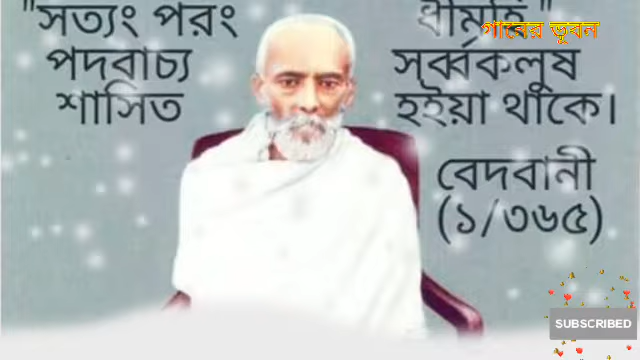 "সত্যং পরং ধীমহি"
গানের ভুবন
পদবাচ্য সর্ব্বকলুষ
শাসিত হইয়া থাকে।
বেদবানী
(১/৩৬৫)
SUBSCRIBED